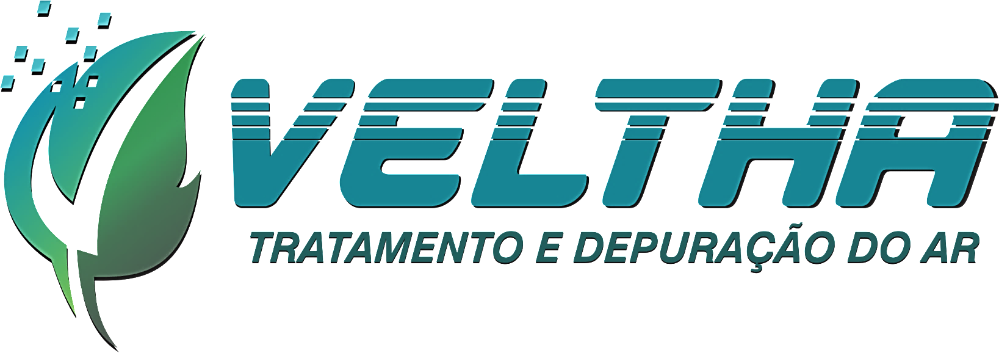 VELTHA
TRATAMENTO E DEPURAÇÃO DO AR